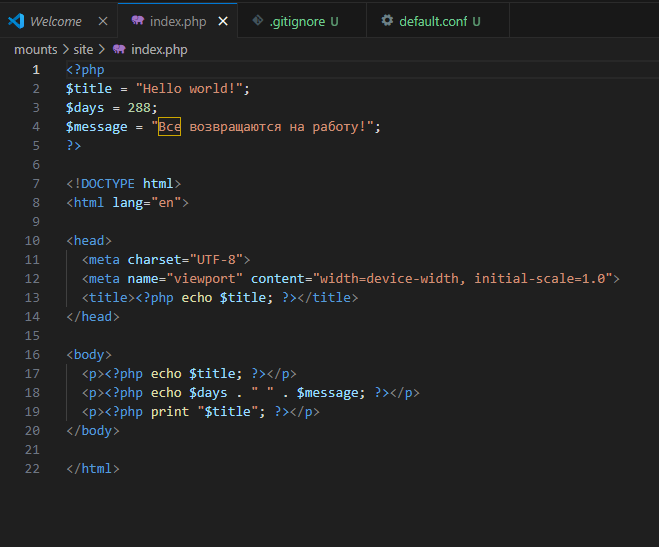 Welcome index.php .gitignore U default.conf U
mounts > site > index.php
1 <?php
2 $title = "Hello world!";
3 $days = 288;
4 $message = "Все возвращаются на работу!";
5 ?>
6
7 <!DOCTYPE html>
8 <html lang="en">
9
10 <head>
11 <meta charset="UTF-8">
12 <meta name="viewport" content="width=device-width, initial-scale=1.0">
13 <title><?php echo $title; ?></title>
14 </head>
15
16 <body>
17 <p><?php echo $title; ?></p>
18 <p><?php echo $days . " " . $message; ?></p>
19 <p><?php print "$title"; ?></p>
20 </body>
21
22 </html>